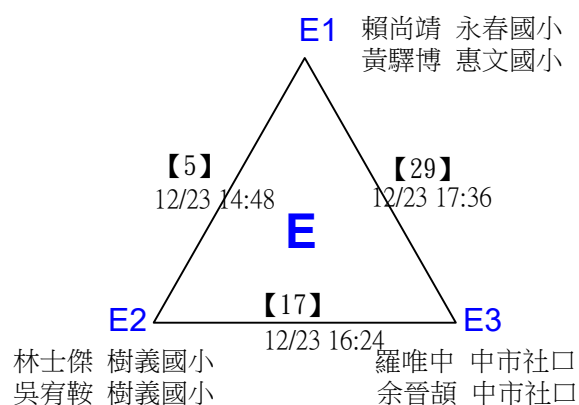 E1 賴尚靖 永春國小
黃驛博 惠文國小
【5】
12/23 14:48
【29】
12/23 17:36
E
【17】
12/23 16:24
E2
E3
林士傑 樹義國小
吳宥鞍 樹義國小
羅唯中 中市社口
余晉頡 中市社口